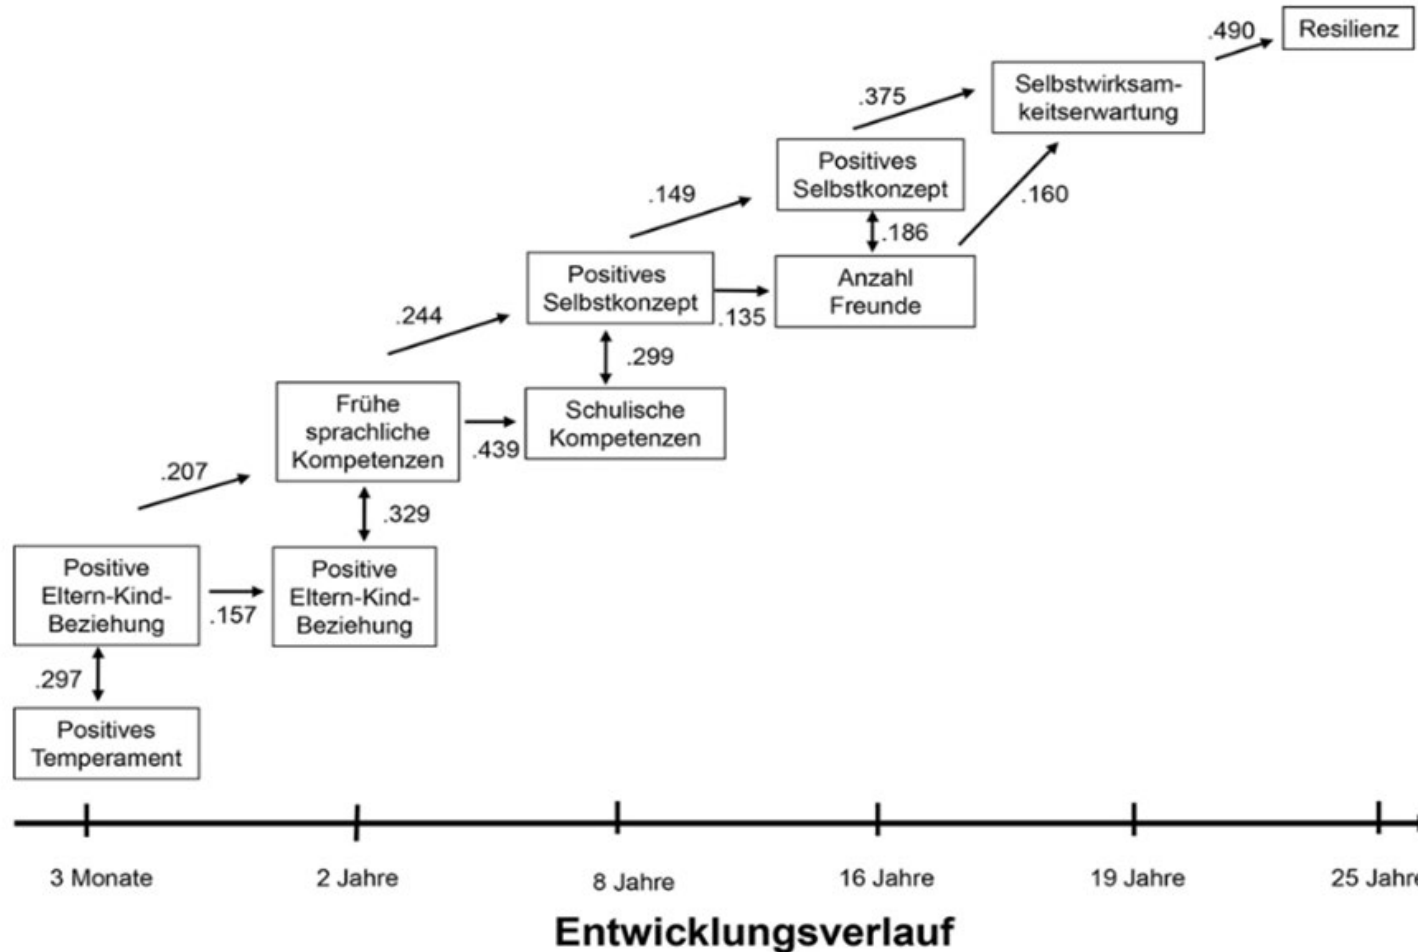 Resilienz
.490
Selbstwirksam-
keitserwartung
.375
Positives
Selbstkonzept
.160
.149
.186
Positives
Selbstkonzept
Anzahl
Freunde
.135
.244
.299
Frühe
sprachliche
Kompetenzen
Schulische
Kompetenzen
.439
.207
.329
Positive
Eltern-Kind-
Beziehung
Positive
Eltern-Kind-
Beziehung
.157
.297
Positives
Temperament
3 Monate
2 Jahre
8 Jahre
16 Jahre
19 Jahre
25 Jahre
Entwicklungsverlauf